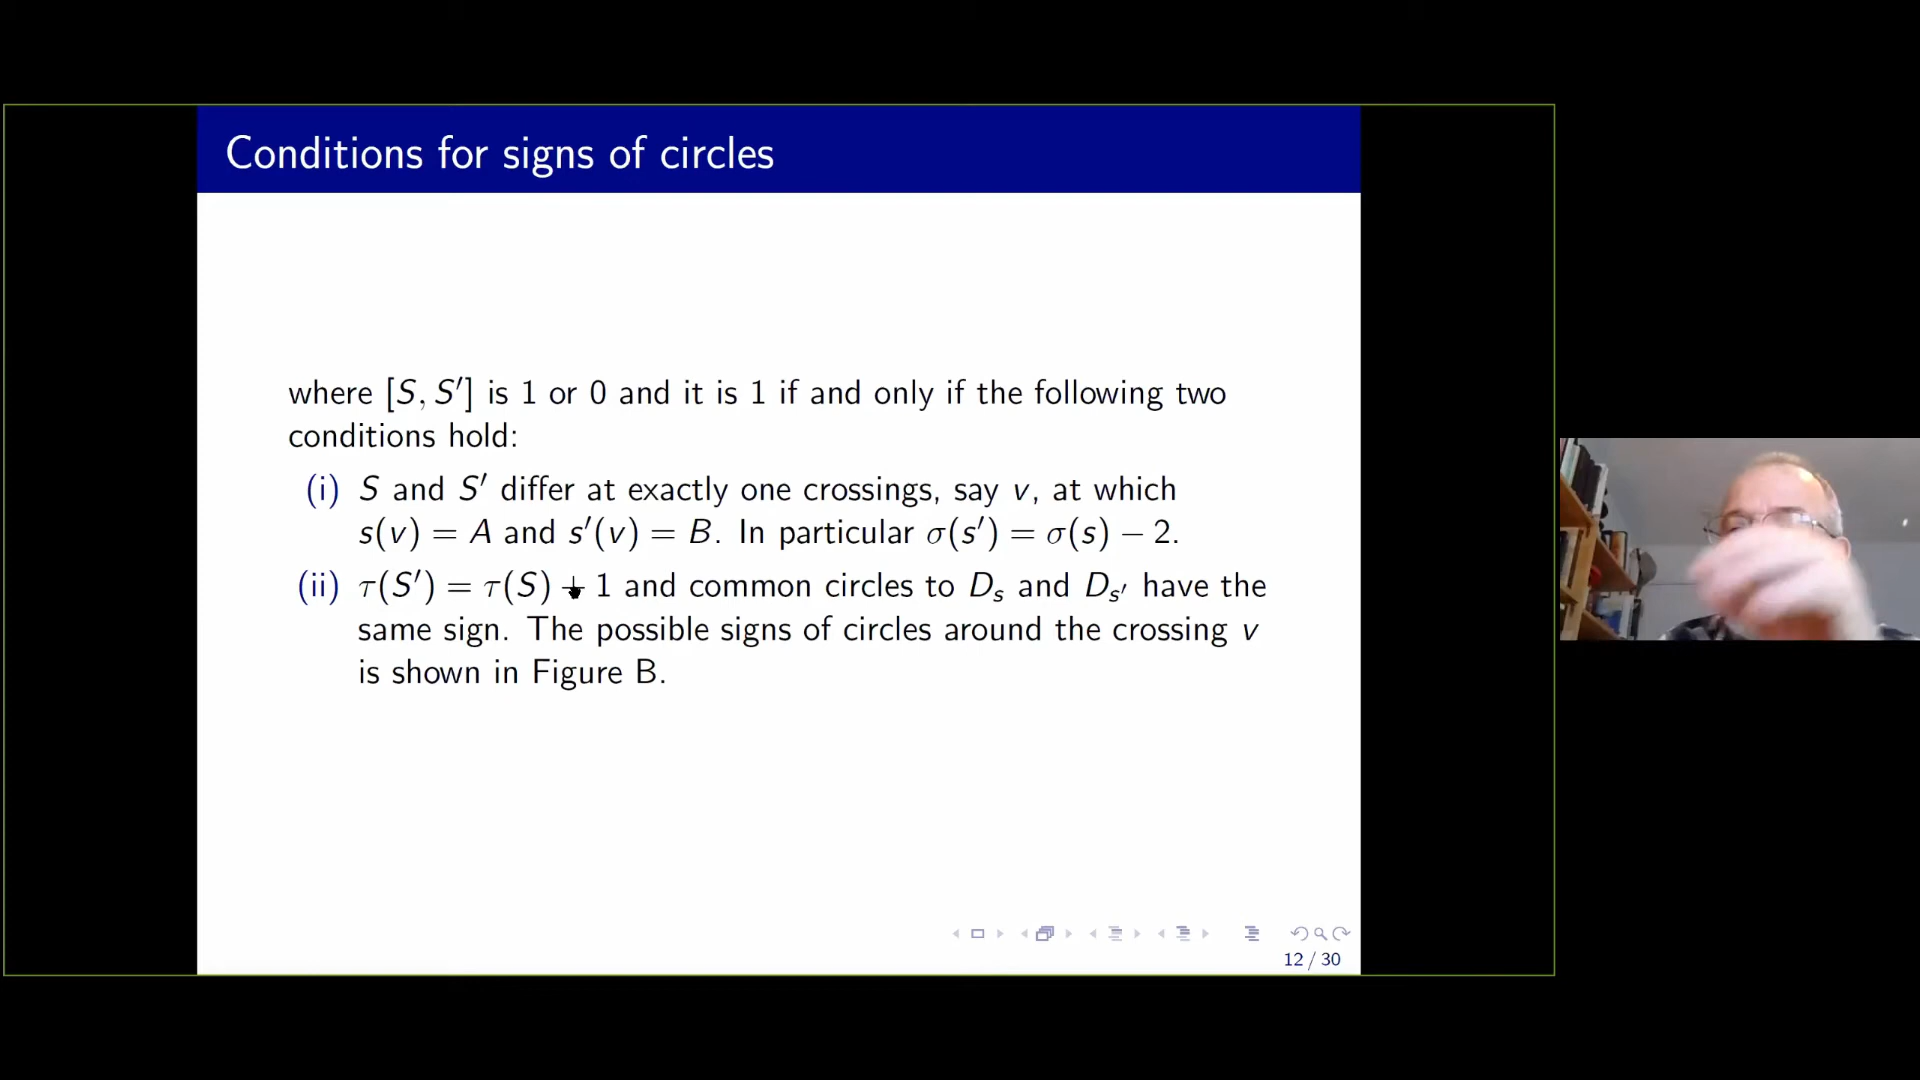 Conditions for signs of circles
where [S, S′] is 1 or 0 and it is 1 if and only if the following two
conditions hold:
(i) S and S′ differ at exactly one crossings, say v, at which
s(v) = A and s′(v) = B. In particular σ(s′) = σ(s) − 2.
(ii) τ(S′) = τ(S) + 1 and common circles to Dₛ and Dₛ′ have the
same sign. The possible signs of circles around the crossing v
is shown in Figure B.
12 / 30